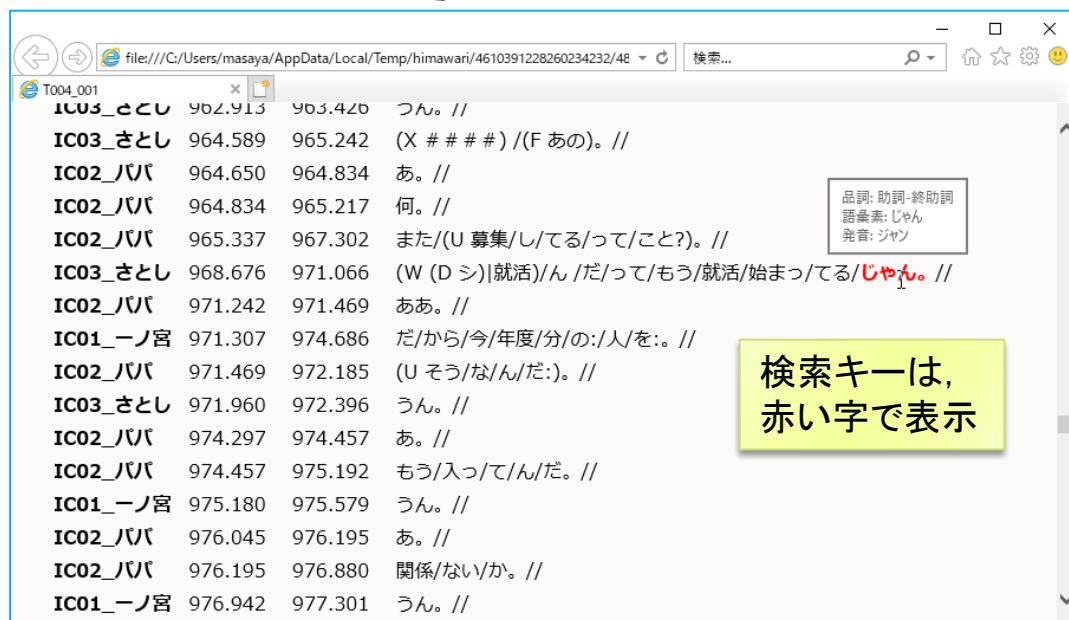 file:///C:/Users/masaya/AppData/Local/Temp/himawari/4610391228260234232/48
検索...
T004_001
IC03_さとし 962.913 963.426 うん。//
IC03_さとし 964.589 965.242 (X ＃＃＃＃) /(F あの)。//
IC02_パパ 964.650 964.834 あ。//
IC02_パパ 964.834 965.217 何。//
品詞: 助詞-終助詞
語彙素: じゃん
発音: ジャン
IC02_パパ 965.337 967.302 また/(U 募集/し/てる/って/こと?)。//
IC03_さとし 968.676 971.066 (W (D シ)|就活)/ん /だ/って/もう/就活/始まっ/てる/じゃん。//
IC02_パパ 971.242 971.469 ああ。//
IC01_一ノ宮 971.307 974.686 だ/から/今/年度/分/の:/人/を:。//
IC02_パパ 971.469 972.185 (U そう/な/ん/だ:)。//
IC03_さとし 971.960 972.396 うん。//
IC02_パパ 974.297 974.457 あ。//
IC02_パパ 974.457 975.192 もう/入っ/て/ん/だ。//
IC01_一ノ宮 975.180 975.579 うん。//
IC02_パパ 976.045 976.195 あ。//
IC02_パパ 976.195 976.880 関係/ない/か。//
IC01_一ノ宮 976.942 977.301 うん。//
検索キーは,
赤い字で表示